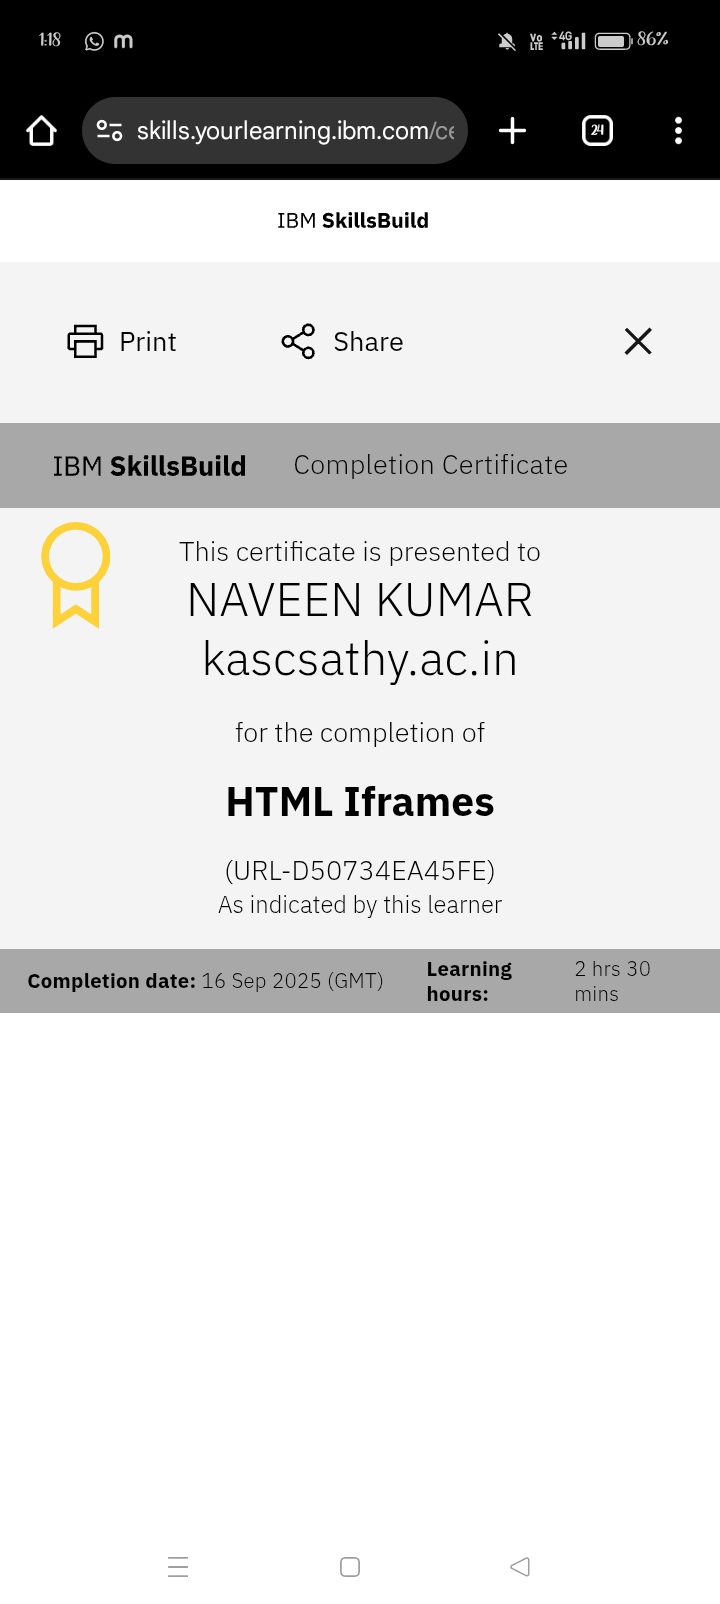 1:18 m Vo LTE 4G 86%
skills.yourlearning.ibm.com/ce 24
IBM SkillsBuild
Print Share
IBM SkillsBuild Completion Certificate
This certificate is presented to
NAVEEN KUMAR
kascsathy.ac.in
for the completion of
HTML Iframes
(URL-D50734EA45FE)
As indicated by this learner
Completion date: 16 Sep 2025 (GMT)
Learning hours: 2 hrs 30 mins